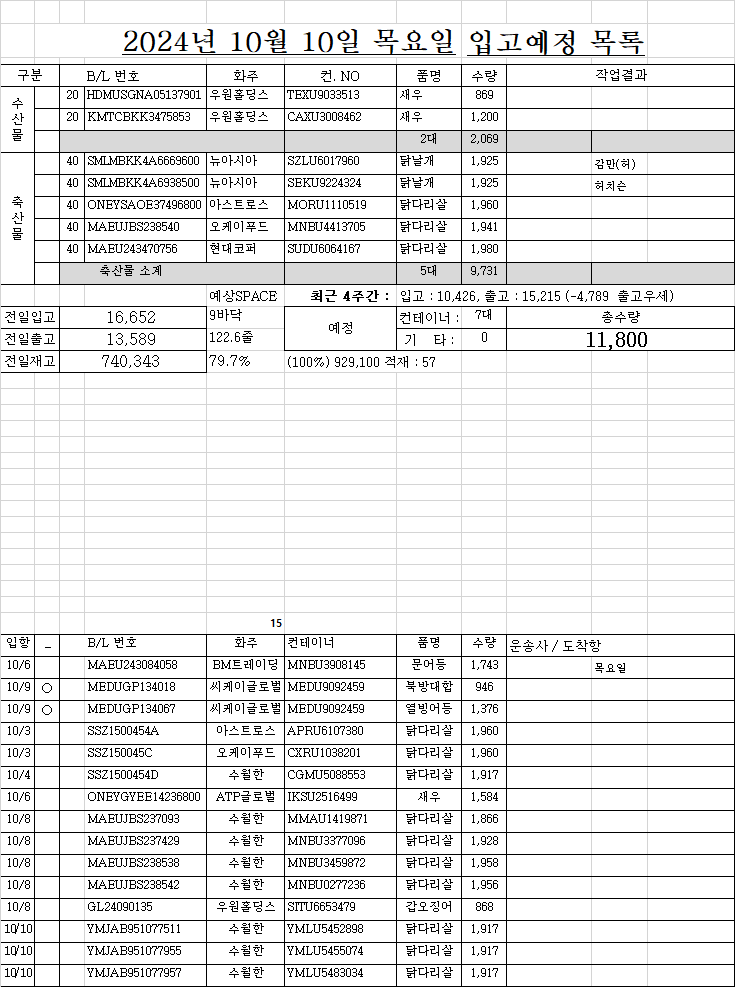 2024년 10월 10일 목요일 입고예정 목록
구분 B/L 번호 화주 컨. NO 품명 수량 작업결과
수산물
20 HDMUSGNA05137901 우원홀딩스 TEXU9033513 새우 869
20 KMTCBKK3475853 우원홀딩스 CAXU3008462 새우 1,200
2대 2,069
축산물
40 SMLMBKK4A6669600 뉴아시아 SZLU6017960 닭날개 1,925 감만(허)
40 SMLMBKK4A6938500 뉴아시아 SEKU9224324 닭날개 1,925 허치슨
40 ONEYSAOE37496800 아스트로스 MORU1110519 닭다리살 1,960
40 MAEUJBS238540 오케이푸드 MNBU4413705 닭다리살 1,941
40 MAEU243470756 현대코퍼 SUDU6064167 닭다리살 1,980
축산물 소계 5대 9,731
예상SPACE 최근 4주간 : 입고 : 10,426, 출고 : 15,215 (-4,789 출고우세)
전일입고 16,652 9바닥 예정 컨테이너 : 7대 총수량
전일출고 13,589 122.6줄 기 타 : 0 11,800
전일재고 740,343 79.7% (100%) 929,100 적재 : 57
15
입항 _ B/L 번호 화주 컨테이너 품명 수량 운송사 / 도착항
10/6 MAEU243084058 BM트레이딩 MNBU3908145 문어등 1,743 목요일
10/9 ○ MEDUGP134018 씨케이글로벌 MEDU9092459 북방대합 946
10/9 ○ MEDUGP134067 씨케이글로벌 MEDU9092459 열빙어등 1,376
10/3 SSZ1500454A 아스트로스 APRU6107380 닭다리살 1,960
10/3 SSZ150045C 오케이푸드 CXRU1038201 닭다리살 1,960
10/4 SSZ1500454D 수월한 CGMU5088553 닭다리살 1,917
10/6 ONEYGYEE14236800 ATP글로벌 IKSU2516499 새우 1,584
10/8 MAEUJBS237093 수월한 MMAU1419871 닭다리살 1,866
10/8 MAEUJBS237429 수월한 MNBU3377096 닭다리살 1,928
10/8 MAEUJBS238538 수월한 MNBU3459872 닭다리살 1,958
10/8 MAEUJBS238542 수월한 MNBU0277236 닭다리살 1,956
10/8 GL24090135 우원홀딩스 SITU6653479 갑오징어 868
10/10 YMJAB951077511 수월한 YMLU5452898 닭다리살 1,917
10/10 YMJAB951077955 수월한 YMLU5455074 닭다리살 1,917
10/10 YMJAB951077957 수월한 YMLU5483034 닭다리살 1,917